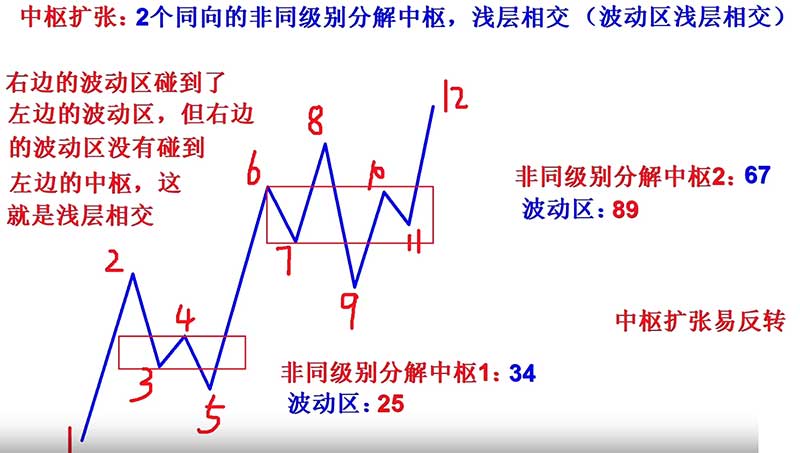 中枢扩张：2个同向的非同级别分解中枢，浅层相交（波动区浅层相交）
右边的波动区碰到了
左边的波动区，但右边
的波动区没有碰到
左边的中枢，这
就是浅层相交
12
8
6
10
非同级别分解中枢2：67
波动区：89
7
11
2
9
4
中枢扩张易反转
3
非同级别分解中枢1：34
5
波动区：25
1